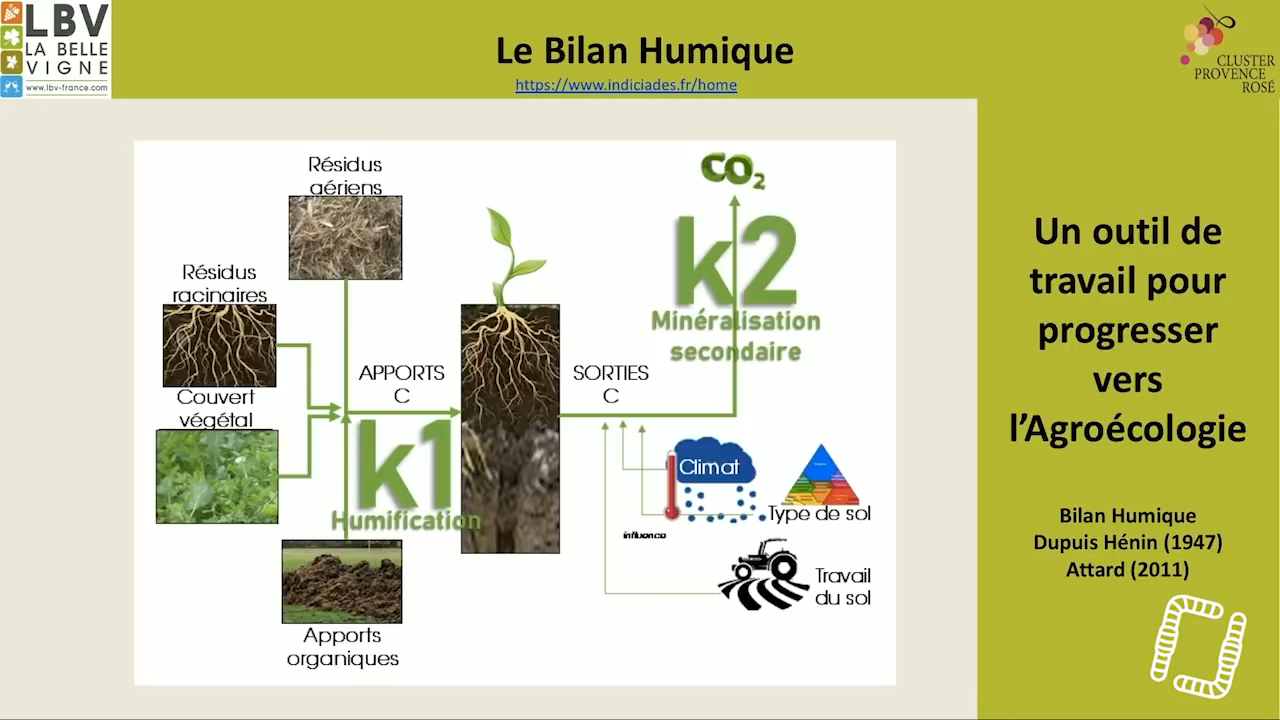 LBV
LA BELLE
VIGNE
www.lbv-france.com
Le Bilan Humique
https://www.indiciades.fr/home
CLUSTER
PROVENCE
ROSÉ
Résidus
aériens
Résidus
racinaires
Couvert
végétal
APPORTS
C
k1
Humification
Apports
organiques
SORTIES
C
CO2
k2
Minéralisation
secondaire
Climat
Type de sol
influence
Travail
du sol
Un outil de
travail pour
progresser
vers
l’Agroécologie
Bilan Humique
Dupuis Hénin (1947)
Attard (2011)